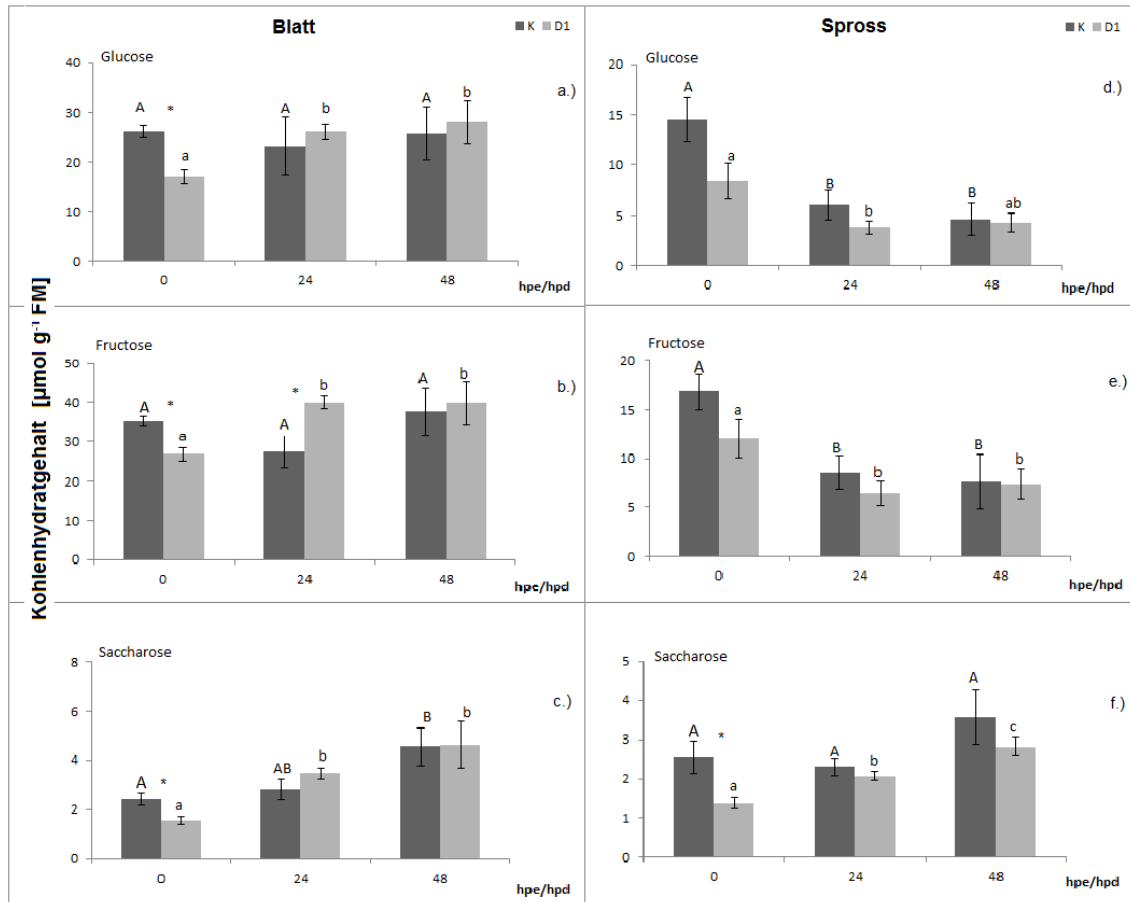 Blatt
K D1
Spross
K D1
Kohlenhydratgehalt [µmol g⁻¹ FM]
Glucose
a.)
40
30
20
10
0
A * a
A b
A b
0 24 48 hpe/hpd
Glucose
d.)
20
15
10
5
0
A a
B b
B ab
0 24 48 hpe/hpd
Fructose
b.)
50
40
30
20
10
0
A * a
A * b
A b
0 24 48 hpe/hpd
Fructose
e.)
20
15
10
5
0
A a
B b
B b
0 24 48 hpe/hpd
Saccharose
c.)
8
6
4
2
0
A * a
AB b
B b
0 24 48 hpe/hpd
Saccharose
f.)
5
4
3
2
1
0
A * a
A b
A c
0 24 48 hpe/hpd